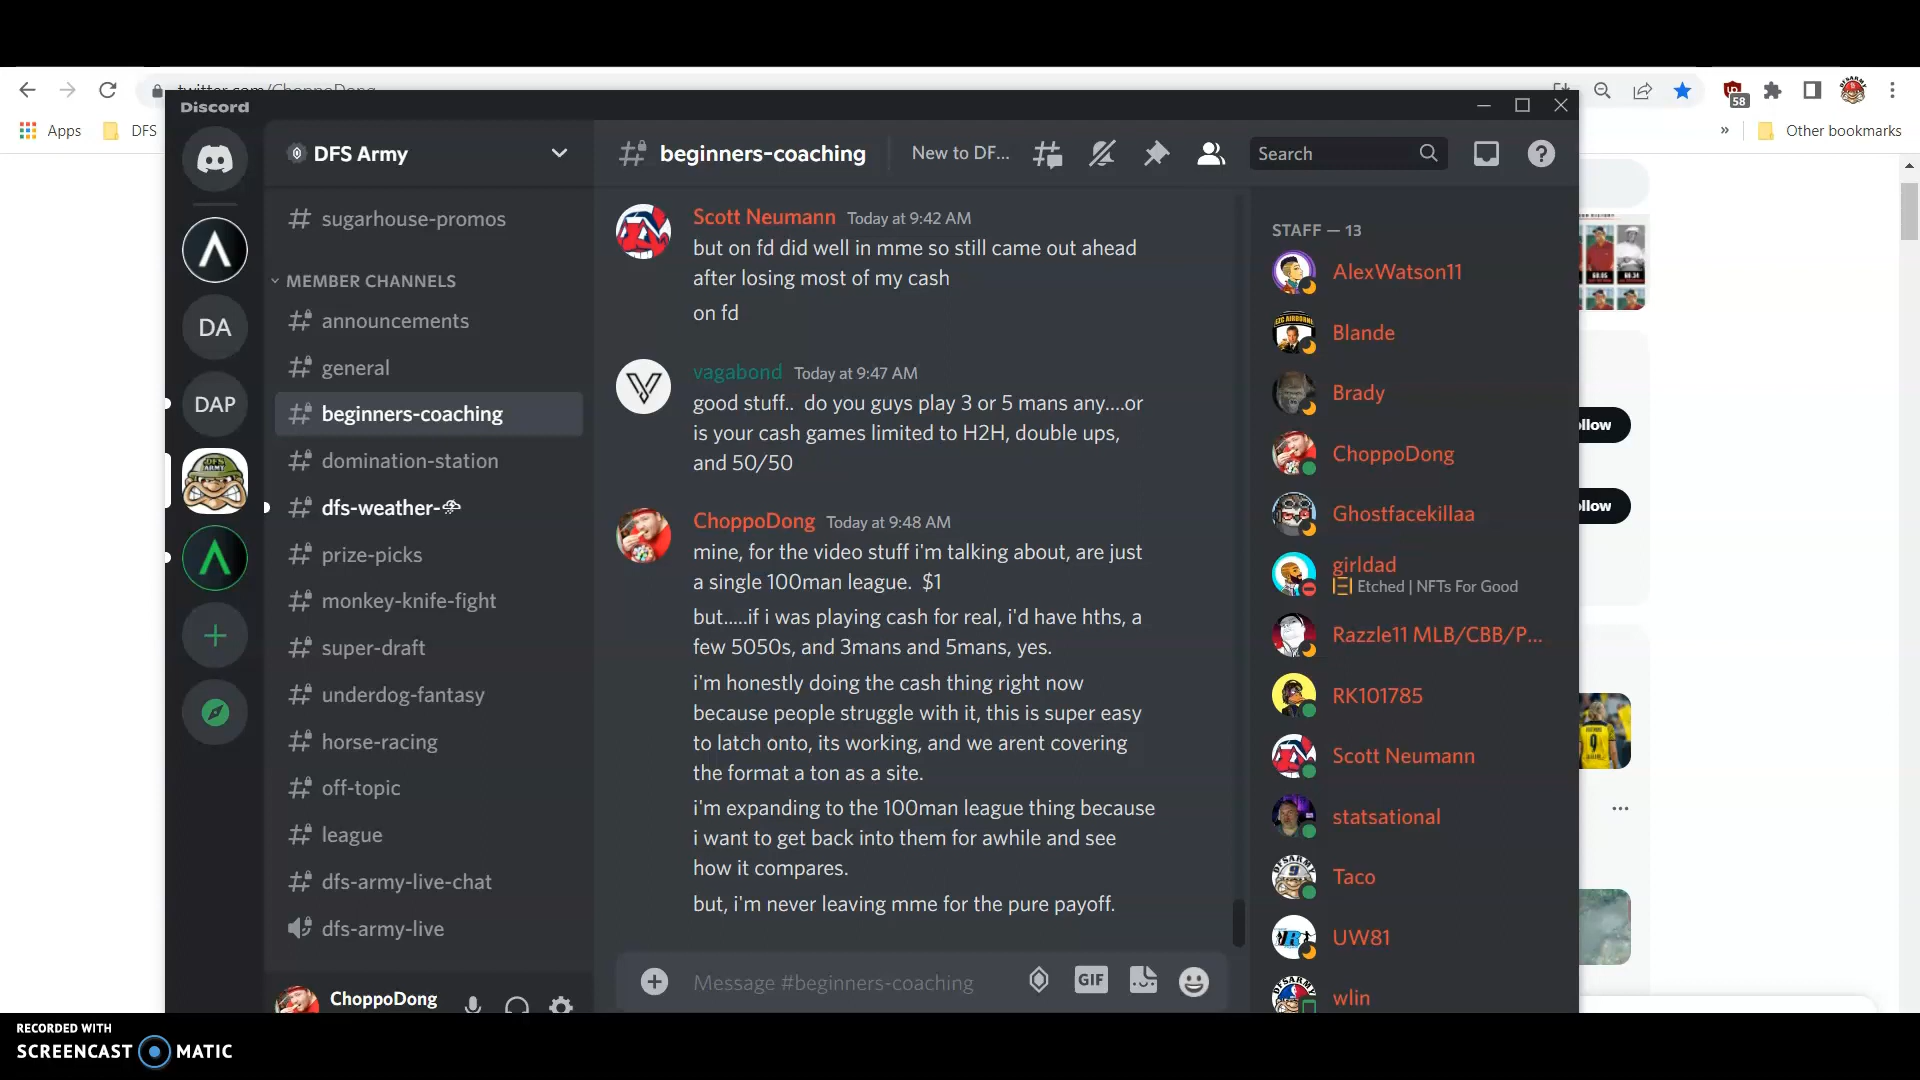 twitter.com/ChoppoDong
58
Apps
DFS
Other bookmarks
Discord
DFS Army
beginners-coaching
New to DF...
Search
sugarhouse-promos
MEMBER CHANNELS
announcements
general
beginners-coaching
domination-station
dfs-weather-
prize-picks
monkey-knife-fight
super-draft
underdog-fantasy
horse-racing
off-topic
league
dfs-army-live-chat
dfs-army-live
ChoppoDong
DA
DAP
Scott Neumann Today at 9:42 AM
but on fd did well in mme so still came out ahead
after losing most of my cash
on fd
vagabond Today at 9:47 AM
good stuff.. do you guys play 3 or 5 mans any....or
is your cash games limited to H2H, double ups,
and 50/50
ChoppoDong Today at 9:48 AM
mine, for the video stuff i'm talking about, are just
a single 100man league. $1
but.....if i was playing cash for real, i'd have hths, a
few 5050s, and 3mans and 5mans, yes.
i'm honestly doing the cash thing right now
because people struggle with it, this is super easy
to latch onto, its working, and we arent covering
the format a ton as a site.
i'm expanding to the 100man league thing because
i want to get back into them for awhile and see
how it compares.
but, i'm never leaving mme for the pure payoff.
Message #beginners-coaching
GIF
STAFF — 13
AlexWatson11
Blande
Brady
ChoppoDong
Ghostfacekillaa
girldad
Etched | NFTs For Good
Razzle11 MLB/CBB/P...
RK101785
Scott Neumann
statsational
Taco
UW81
wlin
ollow
ollow
RECORDED WITH
SCREENCAST MATIC